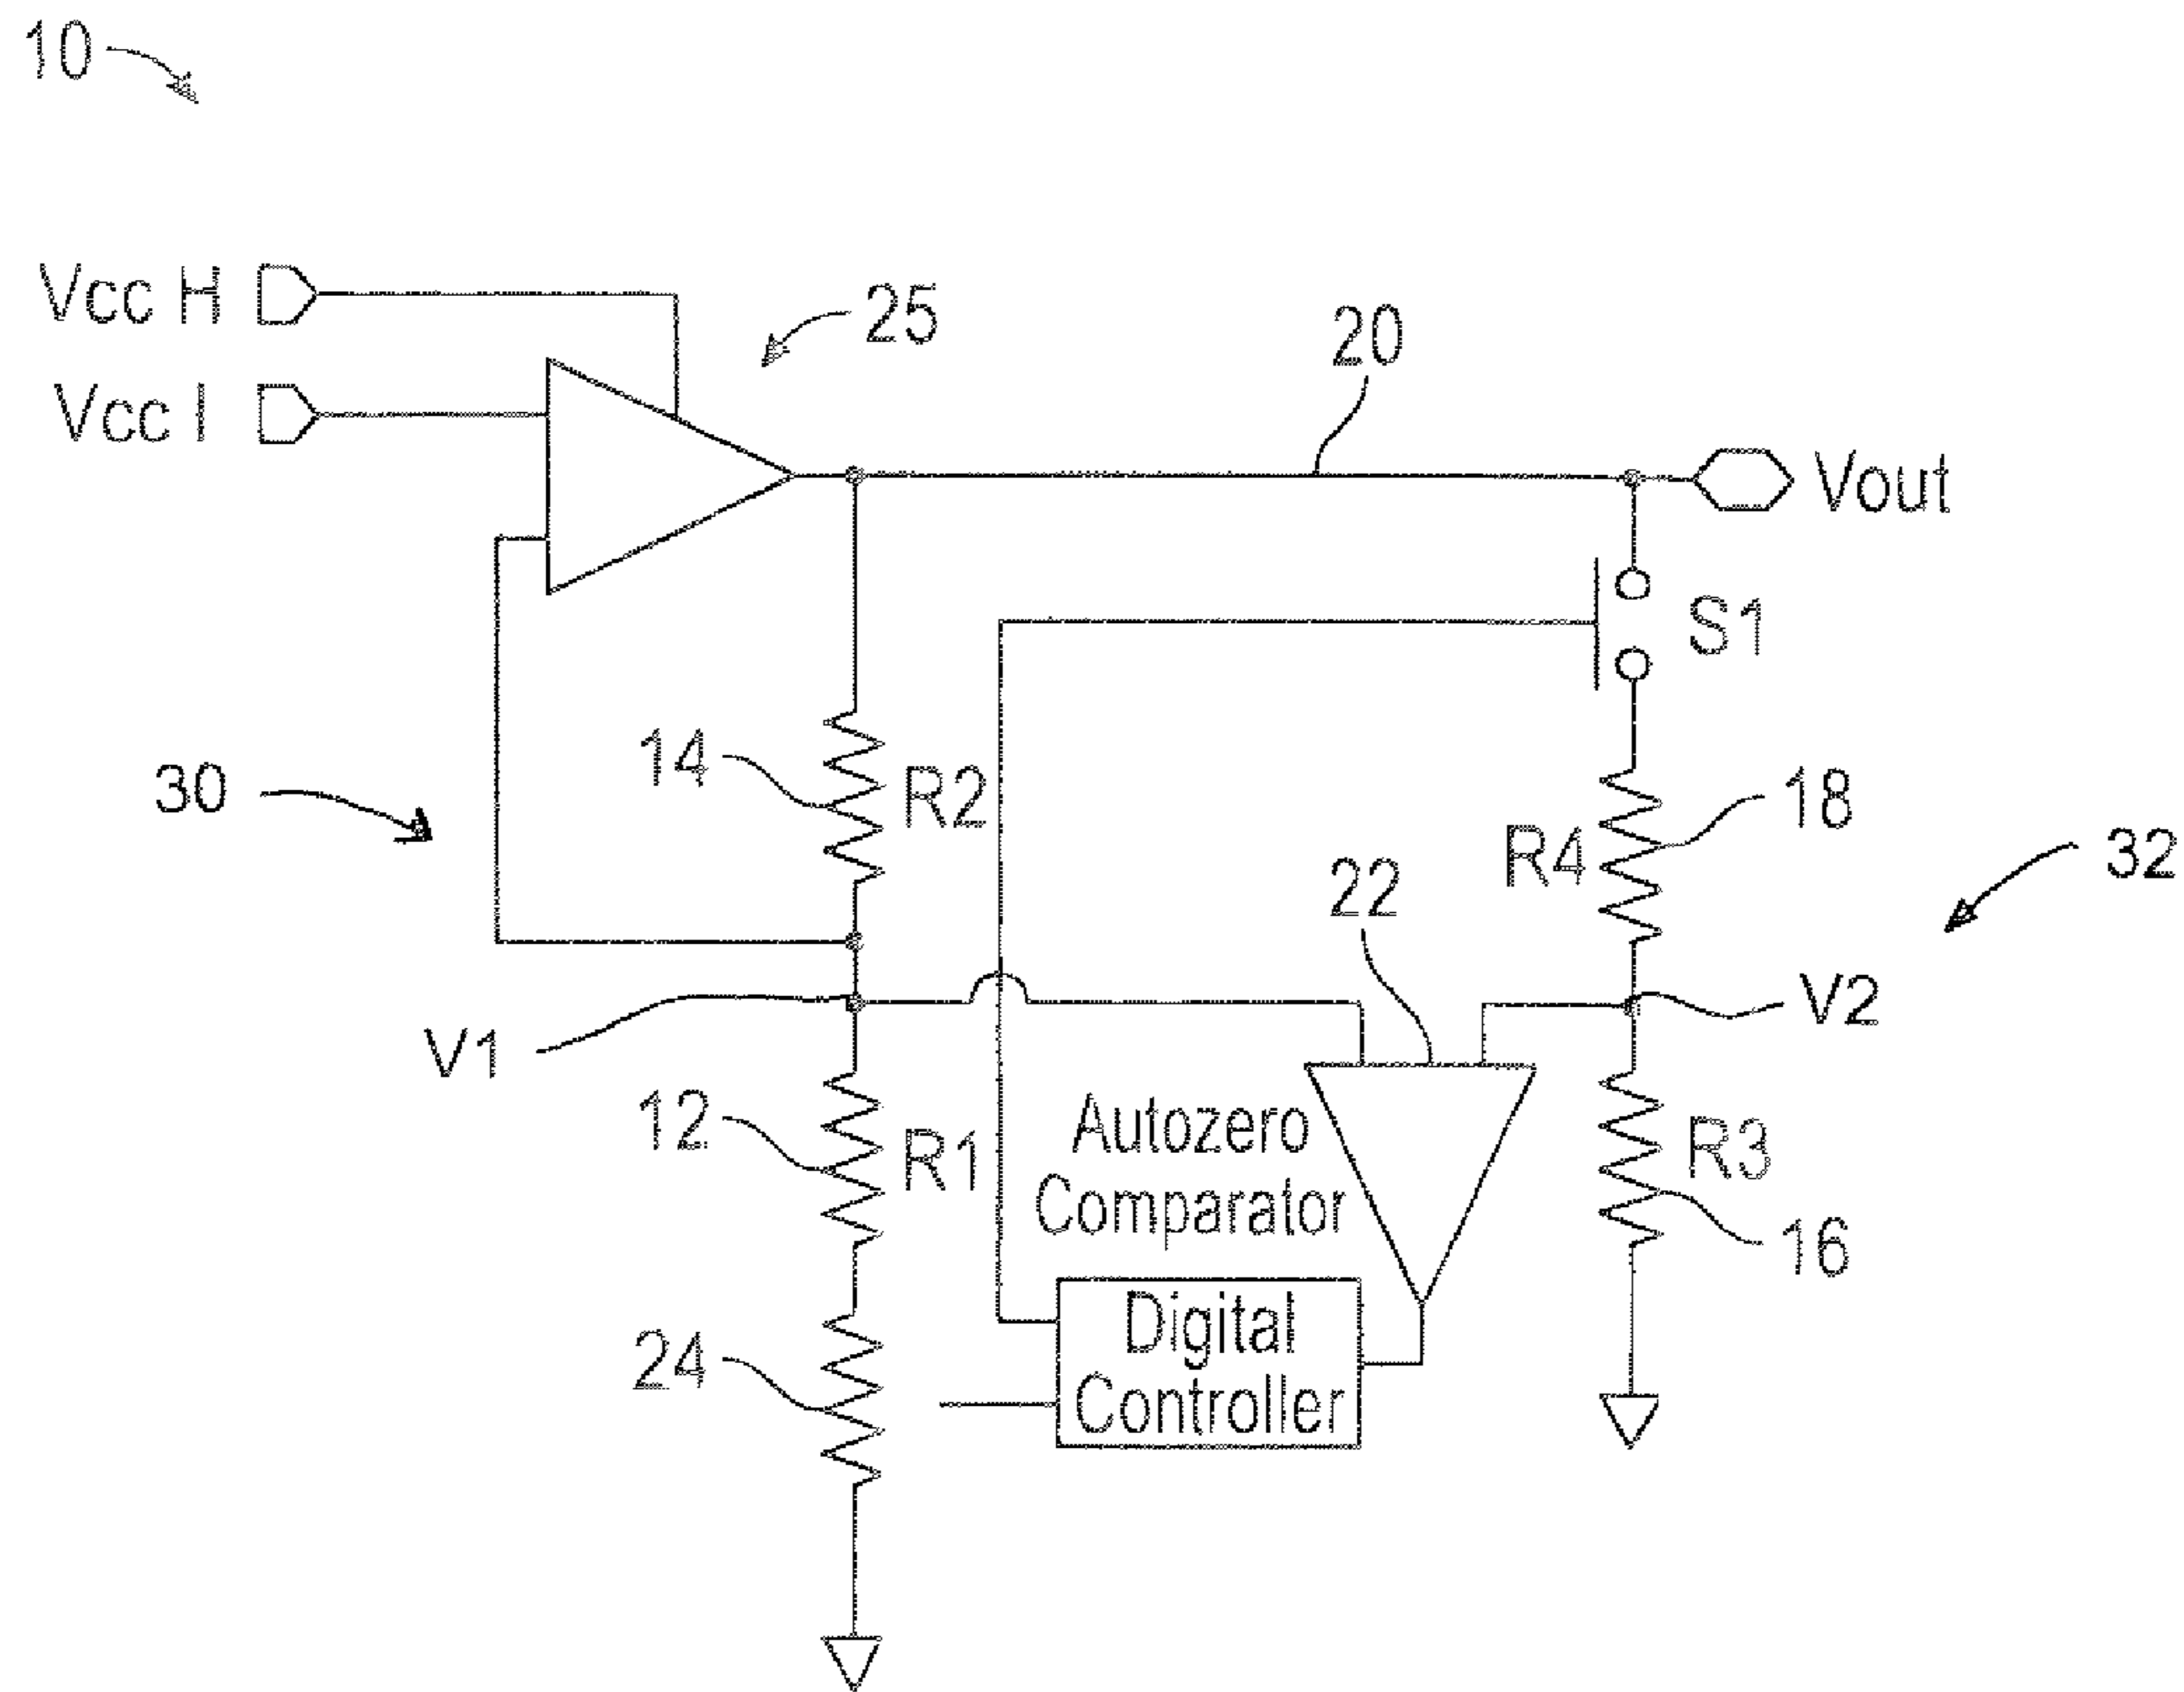 10
Vcc H
25
20
Vcc I
Vout
S1
14
R2
30
18
R4
32
22
V1
V2
12
R1
Autozero
Comparator
R3
16
24
Digital
Controller